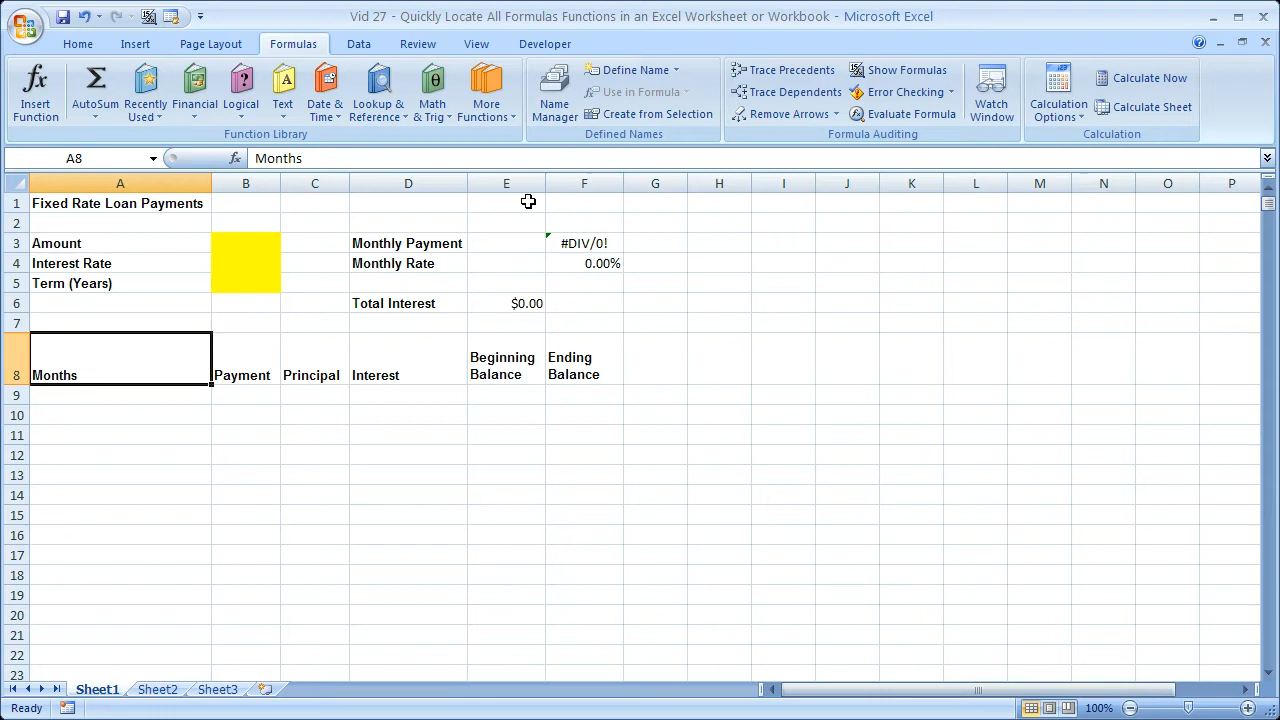 Vid 27 - Quickly Locate All Formulas Functions in an Excel Worksheet or Workbook - Microsoft Excel
Home Insert Page Layout Formulas Data Review View Developer
Insert Function
AutoSum
Recently Used
Financial
Logical
Text
Date & Time
Lookup & Reference
Math & Trig
More Functions
Function Library
Name Manager
Define Name
Use in Formula
Create from Selection
Defined Names
Trace Precedents
Trace Dependents
Remove Arrows
Show Formulas
Error Checking
Evaluate Formula
Formula Auditing
Watch Window
Calculation Options
Calculate Now
Calculate Sheet
Calculation
A8 fx Months
A B C D E F G H I J K L M N O P
1 Fixed Rate Loan Payments
2
3 Amount Monthly Payment #DIV/0!
4 Interest Rate Monthly Rate 0.00%
5 Term (Years)
6 Total Interest $0.00
7
8 Months Payment Principal Interest Beginning Balance Ending Balance
9
10
11
12
13
14
15
16
17
18
19
20
21
22
23
Sheet1 Sheet2 Sheet3
Ready 100%